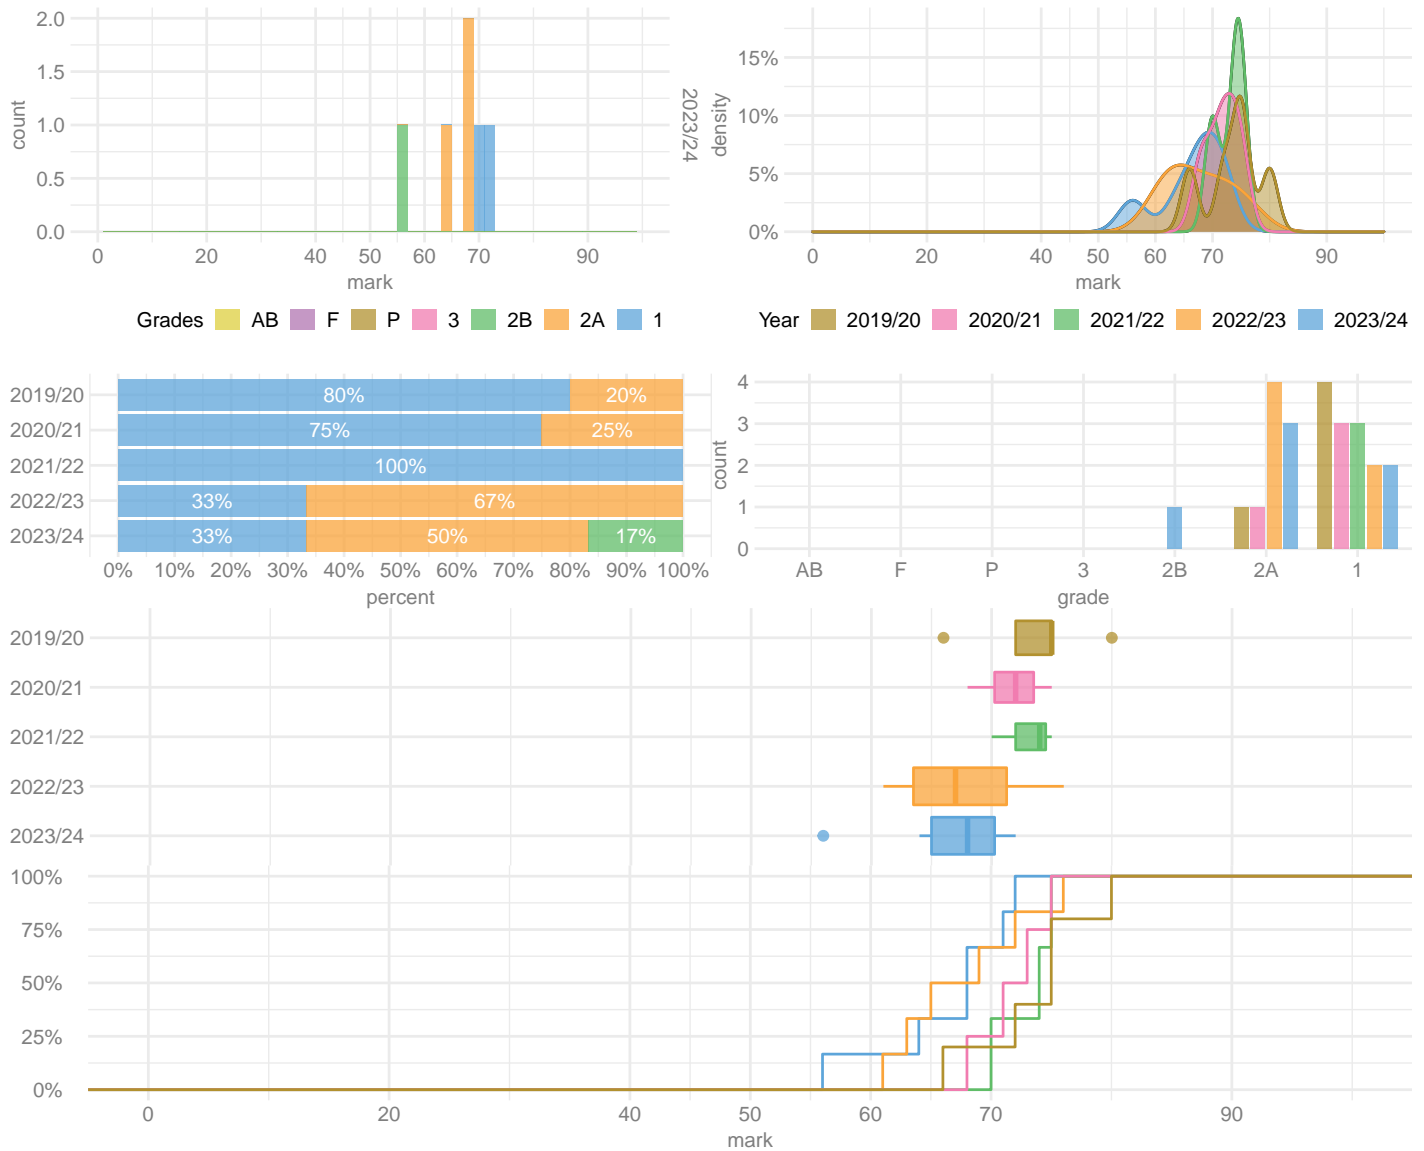 2.0
1.5
1.0
0.5
0.0
count
0 20 40 50 60 70 90
mark
2023/24
15%
10%
5%
0%
density
0 20 40 50 60 70 90
mark
Grades AB F P 3 2B 2A 1
Year 2019/20 2020/21 2021/22 2022/23 2023/24
2019/20 80% 20%
2020/21 75% 25%
2021/22 100%
2022/23 33% 67%
2023/24 33% 50% 17%
0% 10% 20% 30% 40% 50% 60% 70% 80% 90% 100%
percent
4
3
2
1
0
count
AB F P 3 2B 2A 1
grade
2019/20
2020/21
2021/22
2022/23
2023/24
100%
75%
50%
25%
0%
0 20 40 50 60 70 90
mark